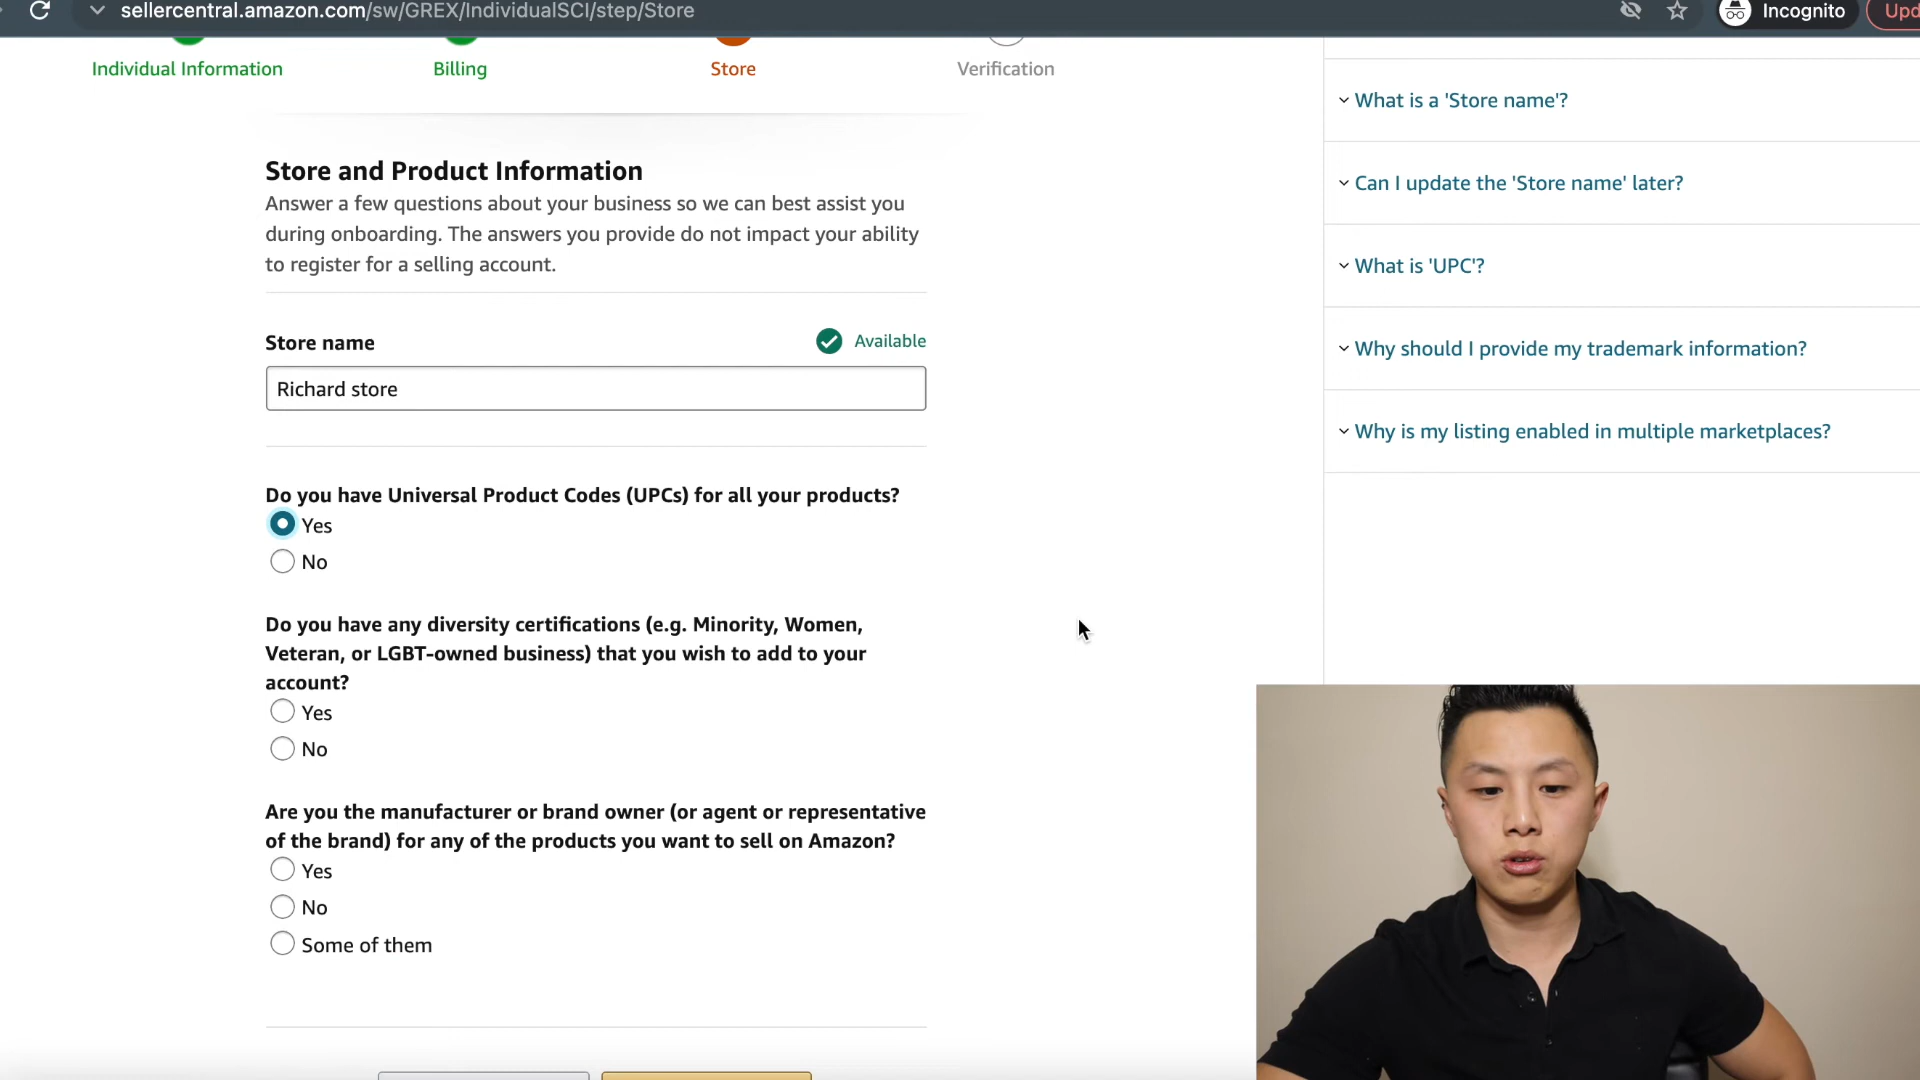 sellercentral.amazon.com/sw/GREX/IndividualSCI/step/Store
Incognito
Upd
Individual Information
Billing
Store
Verification
Store and Product Information
Answer a few questions about your business so we can best assist you
during onboarding. The answers you provide do not impact your ability
to register for a selling account.
Store name
Available
Richard store
Do you have Universal Product Codes (UPCs) for all your products?
Yes
No
Do you have any diversity certifications (e.g. Minority, Women,
Veteran, or LGBT-owned business) that you wish to add to your
account?
Yes
No
Are you the manufacturer or brand owner (or agent or representative
of the brand) for any of the products you want to sell on Amazon?
Yes
No
Some of them
What is a 'Store name'?
Can I update the 'Store name' later?
What is 'UPC'?
Why should I provide my trademark information?
Why is my listing enabled in multiple marketplaces?